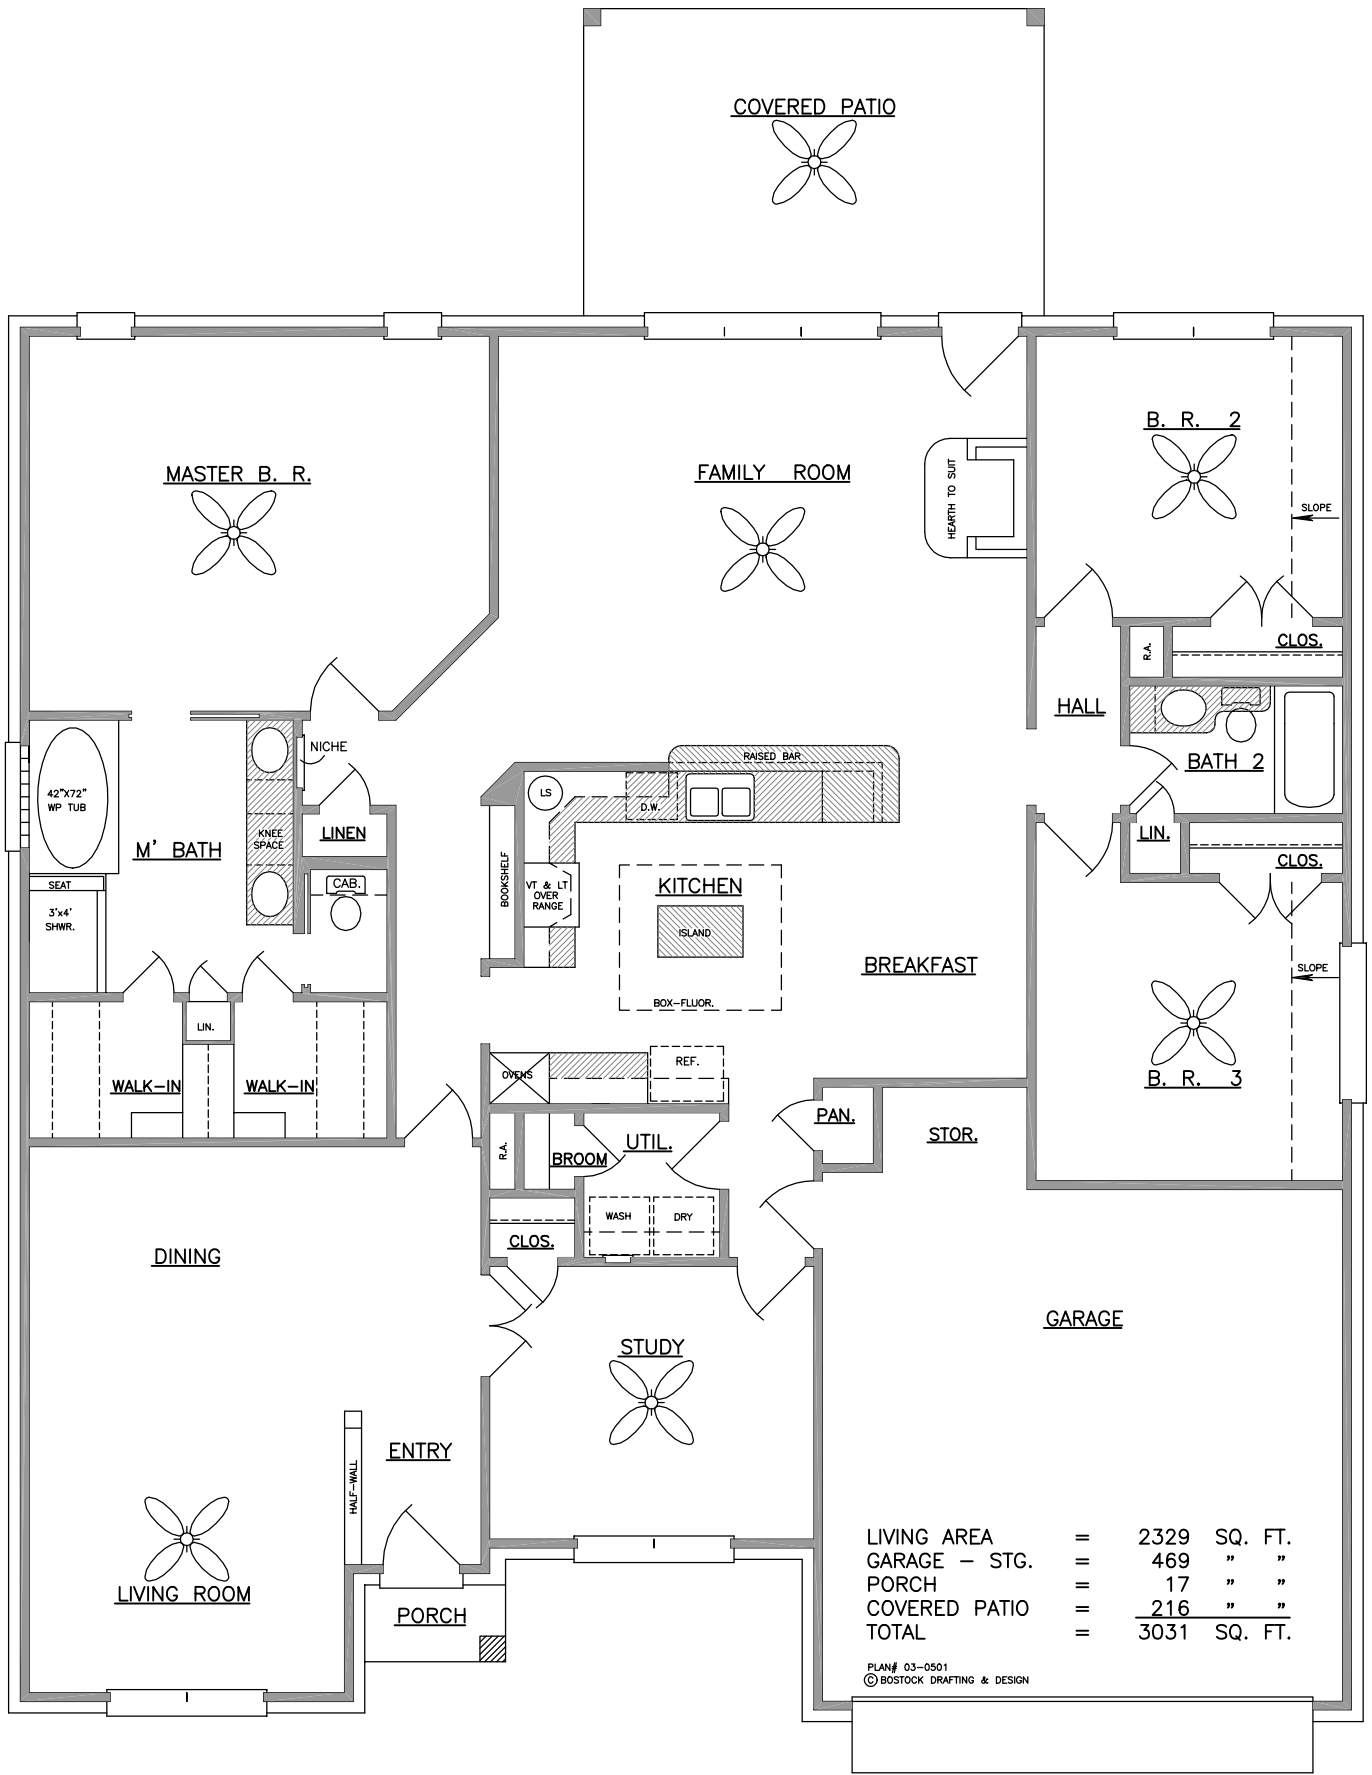 COVERED PATIO
MASTER B. R.
FAMILY ROOM
HEARTH TO SUIT
B. R. 2
SLOPE
CLOS.
R.A.
HALL
BATH 2
NICHE
RAISED BAR
42"X72"
WP TUB
KNEE
SPACE
LINEN
LS
D.W.
M' BATH
LIN.
CLOS.
SEAT
CAB.
BOOKSHELF
VT & LT
OVER
RANGE
KITCHEN
3'x4'
SHWR.
ISLAND
BREAKFAST
SLOPE
BOX-FLUOR.
LIN.
OVENS
REF.
WALK-IN
WALK-IN
B. R. 3
PAN.
STOR.
R.A.
BROOM
UTIL.
WASH
DRY
CLOS.
DINING
GARAGE
STUDY
ENTRY
HALF-WALL
LIVING ROOM
PORCH
LIVING AREA = 2329 SQ. FT.
GARAGE - STG. = 469 " "
PORCH = 17 " "
COVERED PATIO = 216 " "
TOTAL = 3031 SQ. FT.
PLAN# 03-0501
© BOSTOCK DRAFTING & DESIGN